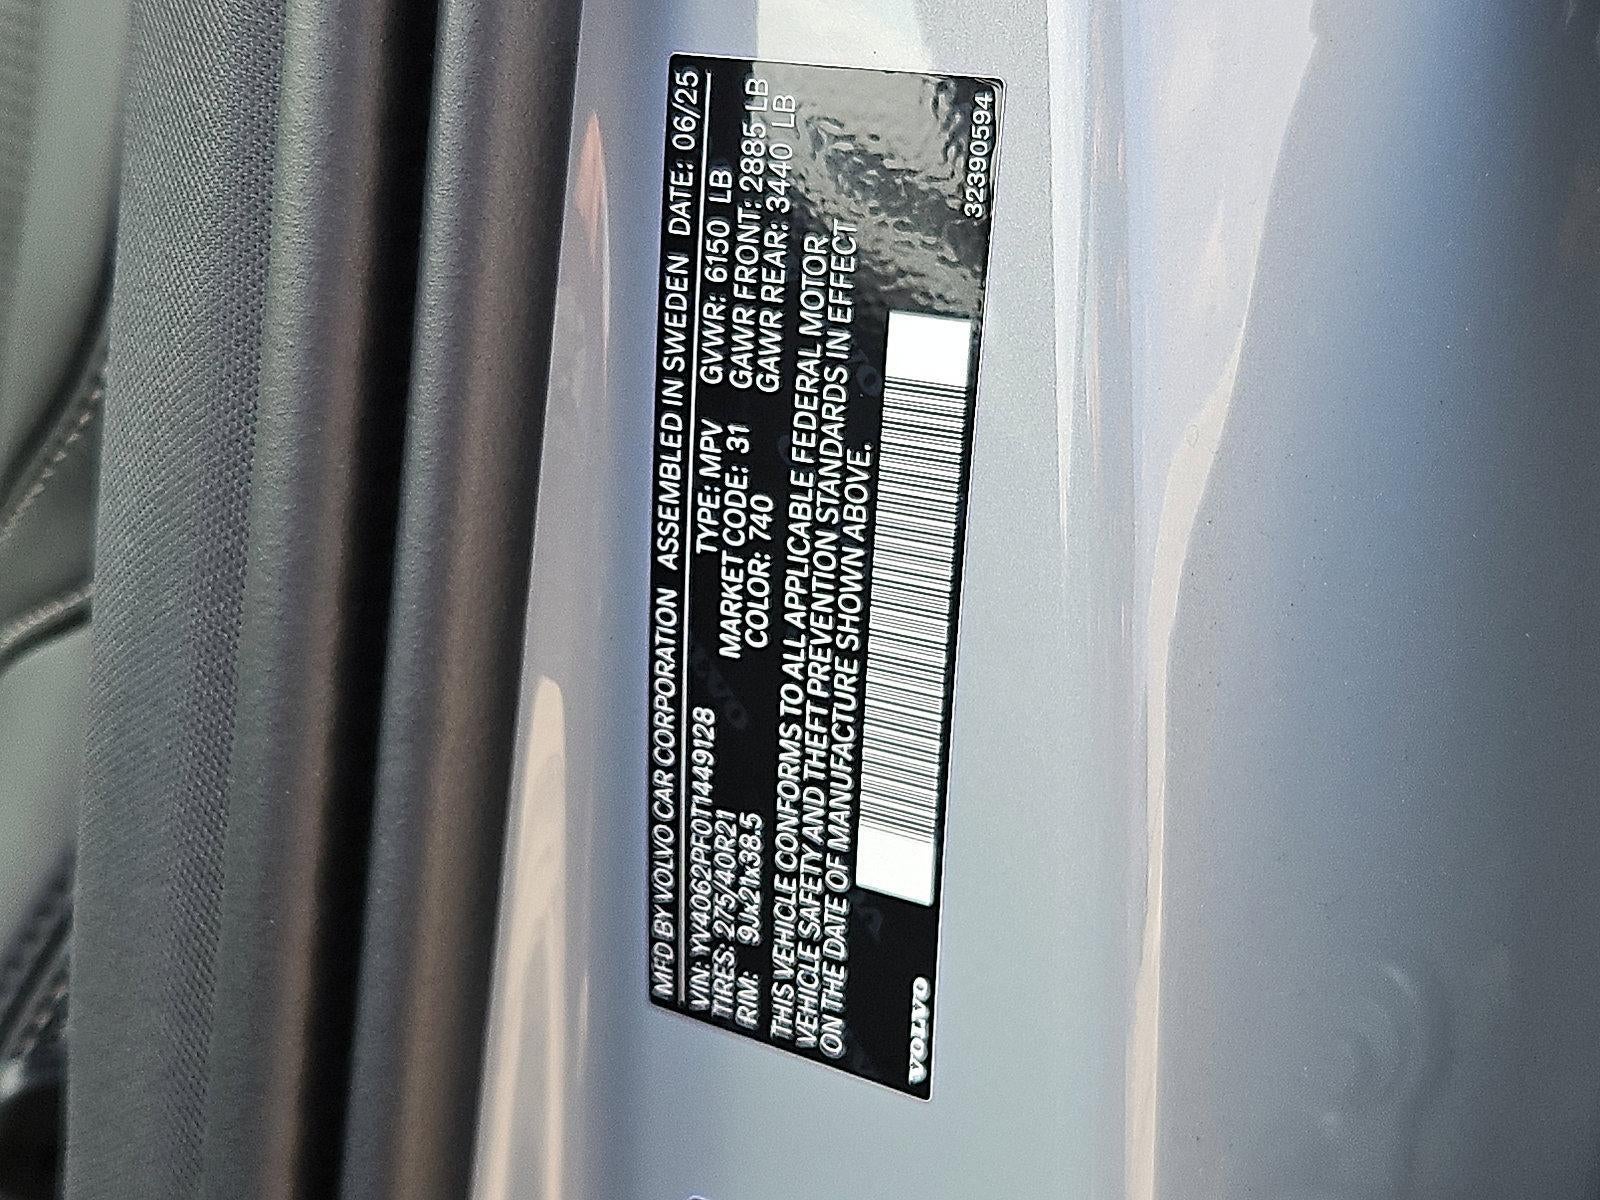 MFD BY VOLVO CAR CORPORATION ASSEMBLED IN SWEDEN DATE: 06/25
VIN: YV4062PF0T1449128 TYPE: MPV GVWR: 6150 LB
TIRES: 275/40R21 MARKET CODE: 31 GAWR FRONT: 2885 LB
RIM: 9Jx21x38.5 COLOR: 740 GAWR REAR: 3440 LB
THIS VEHICLE CONFORMS TO ALL APPLICABLE FEDERAL MOTOR
VEHICLE SAFETY AND THEFT PREVENTION STANDARDS IN EFFECT
ON THE DATE OF MANUFACTURE SHOWN ABOVE.
VOLVO 32390594